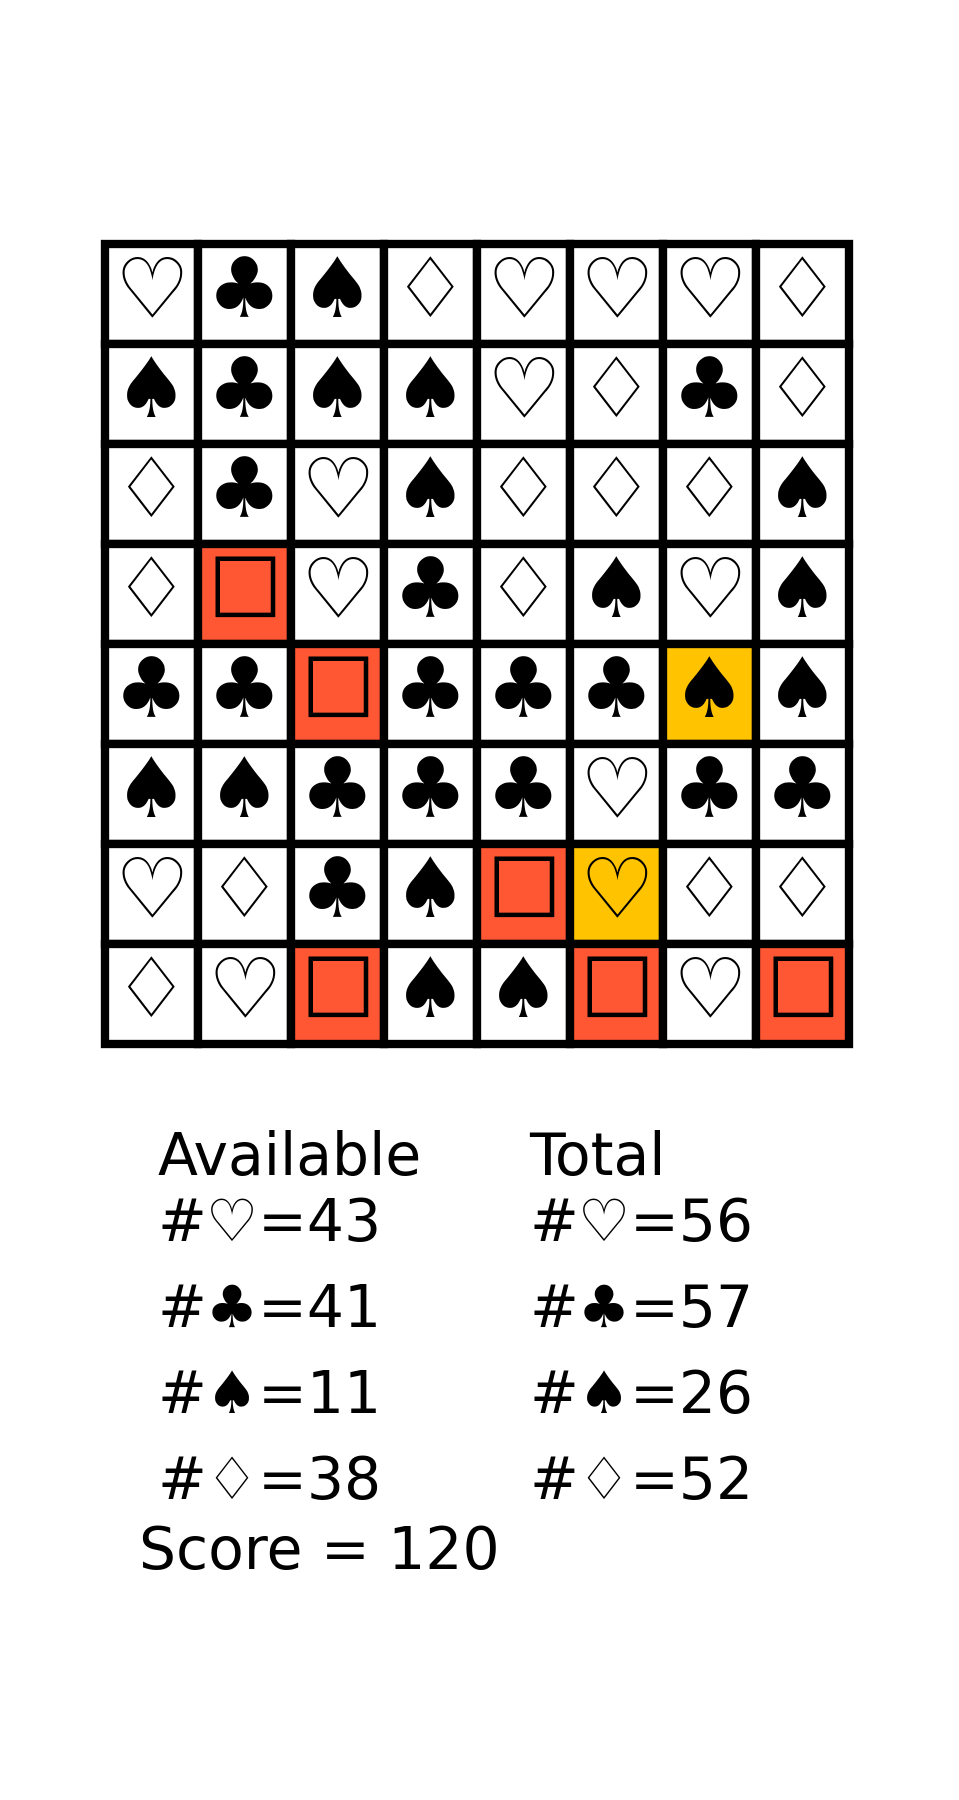 ♡ ♣ ♠ ♢ ♡ ♡ ♡ ♢
♠ ♣ ♠ ♠ ♡ ♢ ♣ ♢
♢ ♣ ♡ ♠ ♢ ♢ ♢ ♠
♢ □ ♡ ♣ ♢ ♠ ♡ ♠
♣ ♣ □ ♣ ♣ ♣ ♠ ♠
♠ ♠ ♣ ♣ ♣ ♡ ♣ ♣
♡ ♢ ♣ ♠ □ ♡ ♢ ♢
♢ ♡ □ ♠ ♠ □ ♡ □
Available Total
#♡=43 #♡=56
#♣=41 #♣=57
#♠=11 #♠=26
#♢=38 #♢=52
Score = 120